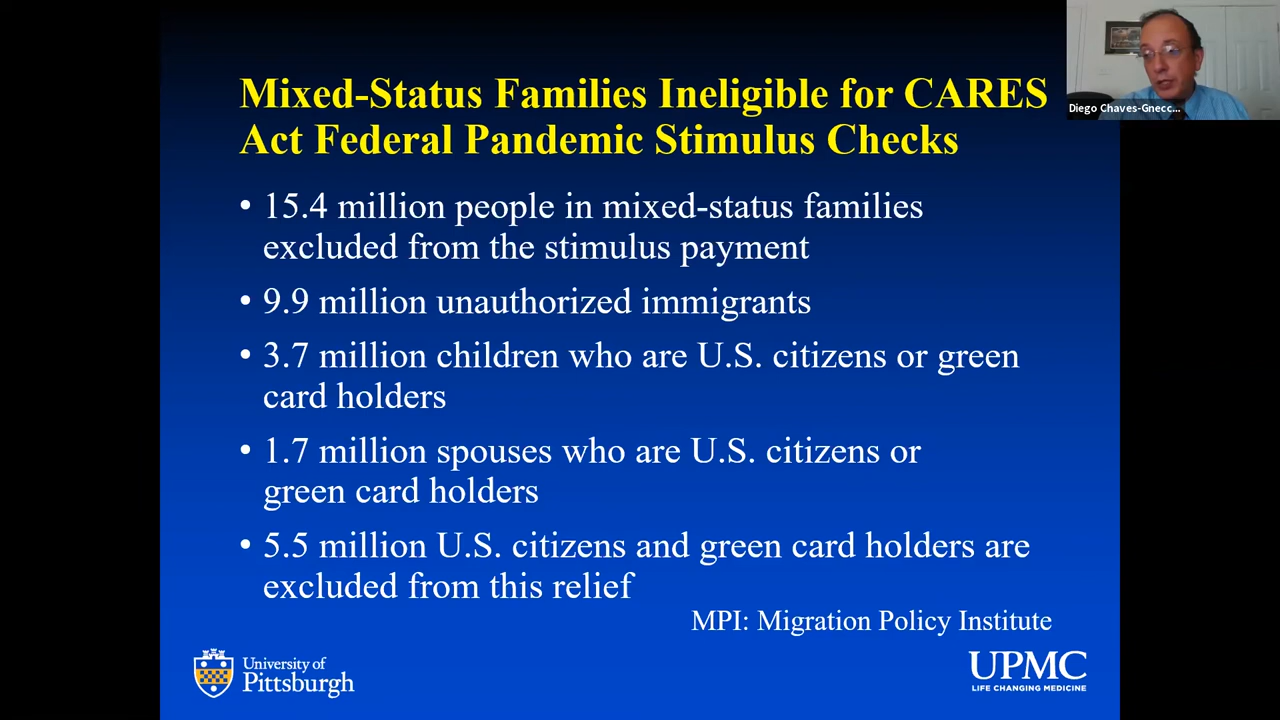 Mixed-Status Families Ineligible for CARES
Act Federal Pandemic Stimulus Checks
• 15.4 million people in mixed-status families
excluded from the stimulus payment
• 9.9 million unauthorized immigrants
• 3.7 million children who are U.S. citizens or green
card holders
• 1.7 million spouses who are U.S. citizens or
green card holders
• 5.5 million U.S. citizens and green card holders are
excluded from this relief
MPI: Migration Policy Institute
University of
Pittsburgh
UPMC
LIFE CHANGING MEDICINE
Diego Chaves-Gnecc...